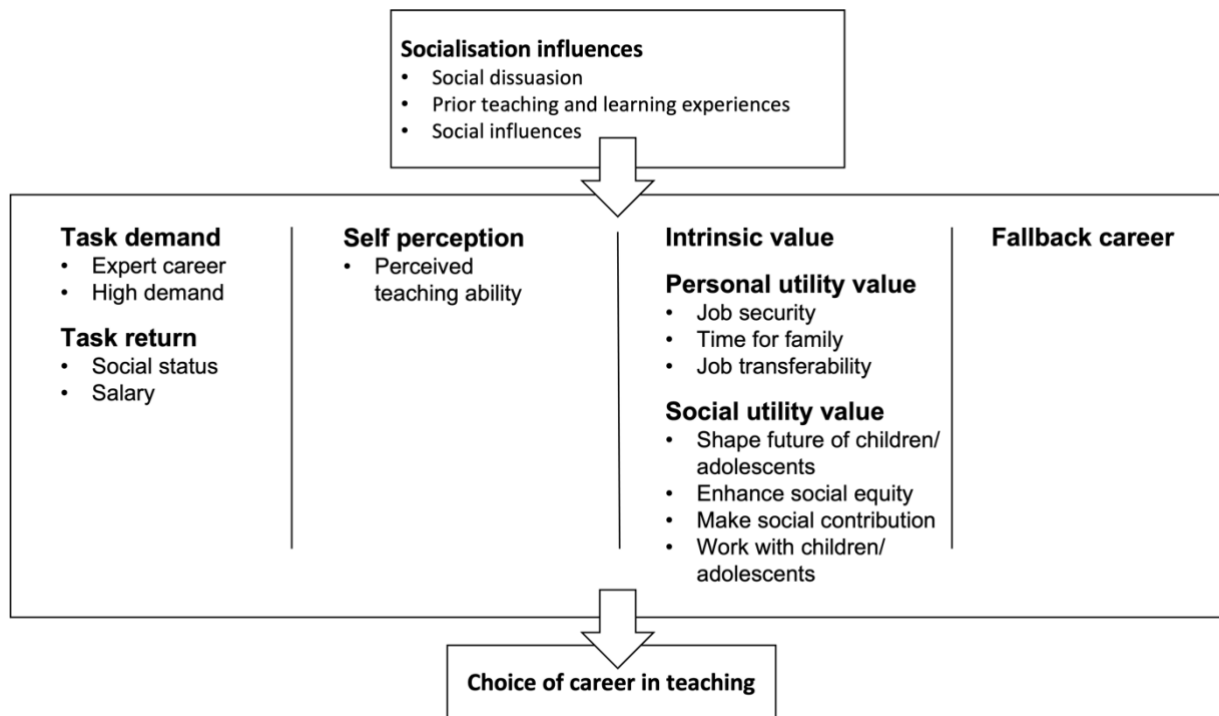 Socialisation influences
• Social dissuasion
• Prior teaching and learning experiences
• Social influences
Task demand
• Expert career
• High demand
Task return
• Social status
• Salary
Self perception
• Perceived
teaching ability
Intrinsic value
Personal utility value
• Job security
• Time for family
• Job transferability
Social utility value
• Shape future of children/
adolescents
• Enhance social equity
• Make social contribution
• Work with children/
adolescents
Fallback career
Choice of career in teaching